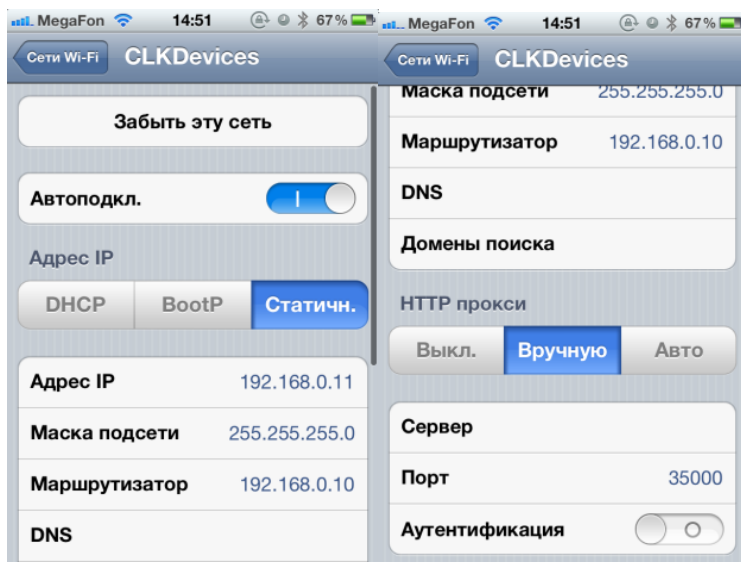 MegaFon 14:51 67%
Сети Wi-Fi CLKDevices
Забыть эту сеть
Автоподкл.
Адрес IP
DHCP BootP Статичн.
Адрес IP 192.168.0.11
Маска подсети 255.255.255.0
Маршрутизатор 192.168.0.10
DNS
MegaFon 14:51 67%
Сети Wi-Fi CLKDevices
Маска подсети 255.255.255.0
Маршрутизатор 192.168.0.10
DNS
Домены поиска
HTTP прокси
Выкл. Вручную Авто
Сервер
Порт 35000
Аутентификация